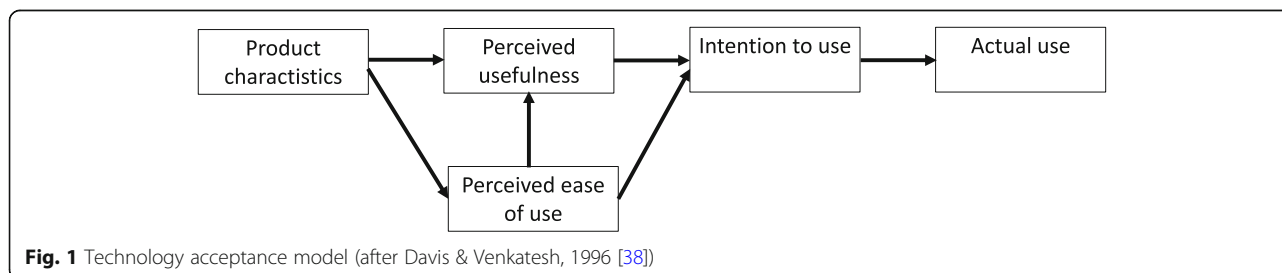 Product
charactistics
Perceived
usefulness
Intention to use
Actual use
Perceived ease
of use
Fig. 1 Technology acceptance model (after Davis & Venkatesh, 1996 [38])